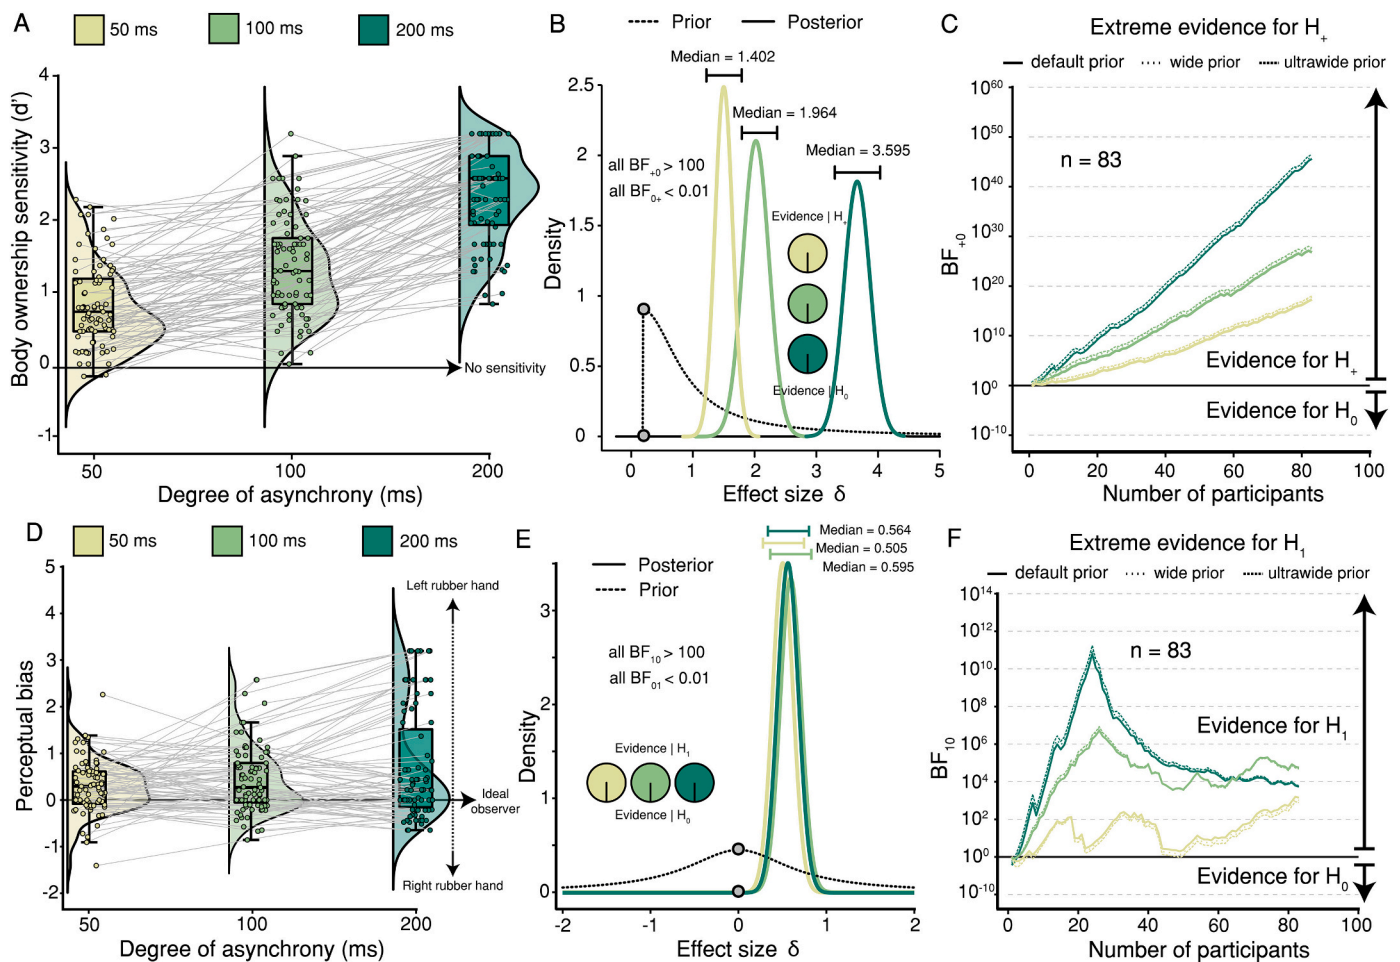 A
50 ms
100 ms
200 ms
Body ownership sensitivity (d')
4
3
2
1
0
-1
No sensitivity
50
100
200
Degree of asynchrony (ms)
B
Prior
Posterior
Median = 1.402
Median = 1.964
Median = 3.595
all BF+0 > 100
all BF0+ < 0.01
Evidence | H+
Evidence | H0
Density
2.5
2
1.5
1
0.5
0
0
1
2
3
4
5
Effect size δ
C
Extreme evidence for H+
default prior
wide prior
ultrawide prior
n = 83
BF+0
10^60
10^50
10^40
10^30
10^20
10^10
10^0
10^-10
Evidence for H+
Evidence for H0
0
20
40
60
80
100
Number of participants
D
50 ms
100 ms
200 ms
Perceptual bias
5
4
3
2
1
0
-1
-2
Left rubber hand
Ideal
observer
Right rubber hand
50
100
200
Degree of asynchrony (ms)
E
Median = 0.564
Median = 0.505
Median = 0.595
Posterior
Prior
all BF10 > 100
all BF01 < 0.01
Evidence | H1
Evidence | H0
Density
3
2
1
0
-2
-1
0
1
2
Effect size δ
F
Extreme evidence for H1
default prior
wide prior
ultrawide prior
n = 83
BF10
10^14
10^12
10^10
10^8
10^6
10^4
10^2
10^0
10^-10
Evidence for H1
Evidence for H0
0
20
40
60
80
100
Number of participants